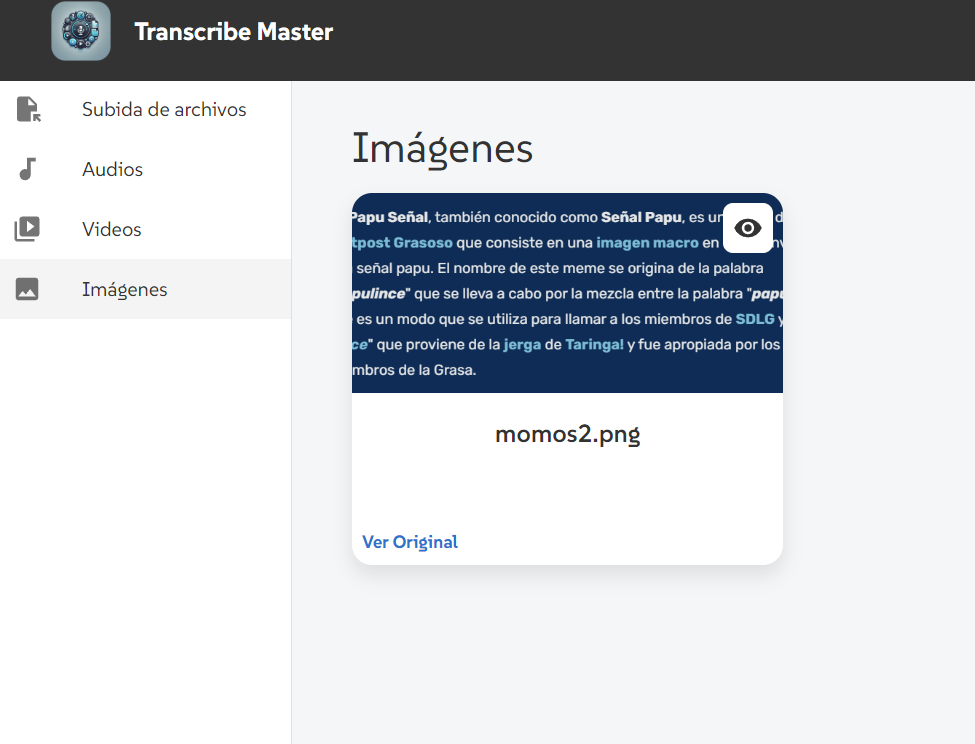 Transcribe Master
Subida de archivos
Audios
Videos
Imágenes
Imágenes
Papu Señal, también conocido como Señal Papu, es un
tpost Grasoso que consiste en una imagen macro en
señal papu. El nombre de este meme se origina de la palabra
pulince" que se lleva a cabo por la mezcla entre la palabra "papu
es un modo que se utiliza para llamar a los miembros de SDLG y
ce" que proviene de la jerga de Taringa! y fue apropiada por los
mbros de la Grasa.
momos2.png
Ver Original